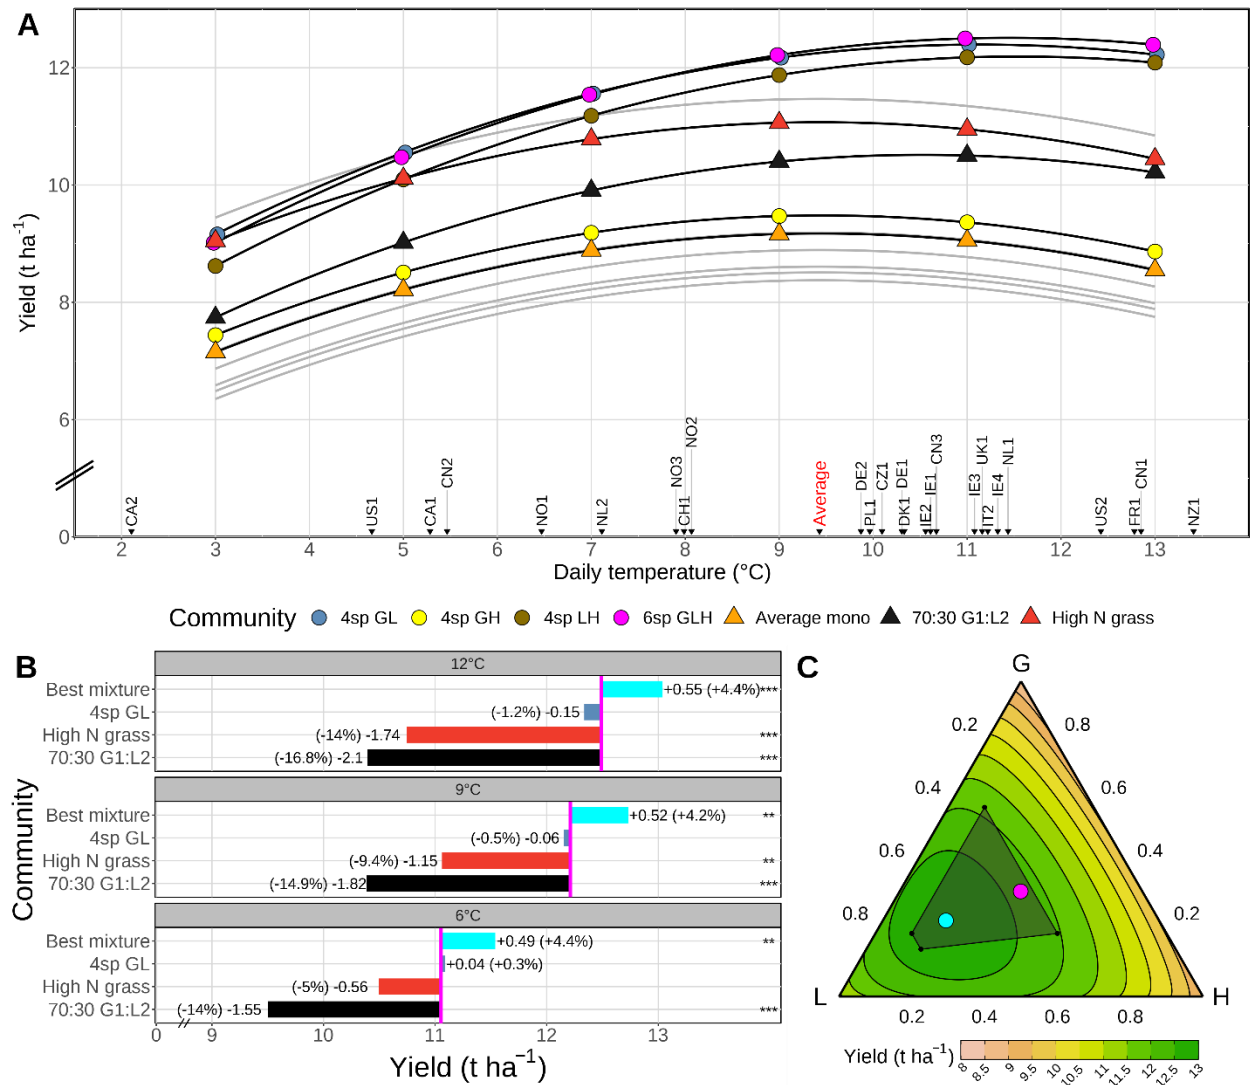 A
Yield (t ha⁻¹)
12
10
8
6
0
CA2
US1
CA1
CN2
NO1
NL2
NO3
CH1
NO2
Average
DE2
PL1
CZ1
DE1
DK1
IE2
IE1
CN3
IE3
UK1
IT2
IE4
NL1
US2
FR1
CN1
NZ1
2 3 4 5 6 7 8 9 10 11 12 13
Daily temperature (°C)
Community 4sp GL 4sp GH 4sp LH 6sp GLH Average mono 70:30 G1:L2 High N grass
B
Community
12°C
Best mixture +0.55 (+4.4%) ***
4sp GL (-1.2%) -0.15
High N grass (-14%) -1.74 ***
70:30 G1:L2 (-16.8%) -2.1 ***
9°C
Best mixture +0.52 (+4.2%) **
4sp GL (-0.5%) -0.06
High N grass (-9.4%) -1.15 **
70:30 G1:L2 (-14.9%) -1.82 ***
6°C
Best mixture +0.49 (+4.4%) **
4sp GL +0.04 (+0.3%)
High N grass (-5%) -0.56
70:30 G1:L2 (-14%) -1.55 ***
0 9 10 11 12 13
Yield (t ha⁻¹)
C
G
0.2 0.8
0.4 0.6
0.6 0.4
0.8 0.2
L H
0.2 0.4 0.6 0.8
Yield (t ha⁻¹)
8 8.5 9 9.5 10 10.5 11 11.5 12 12.5 13